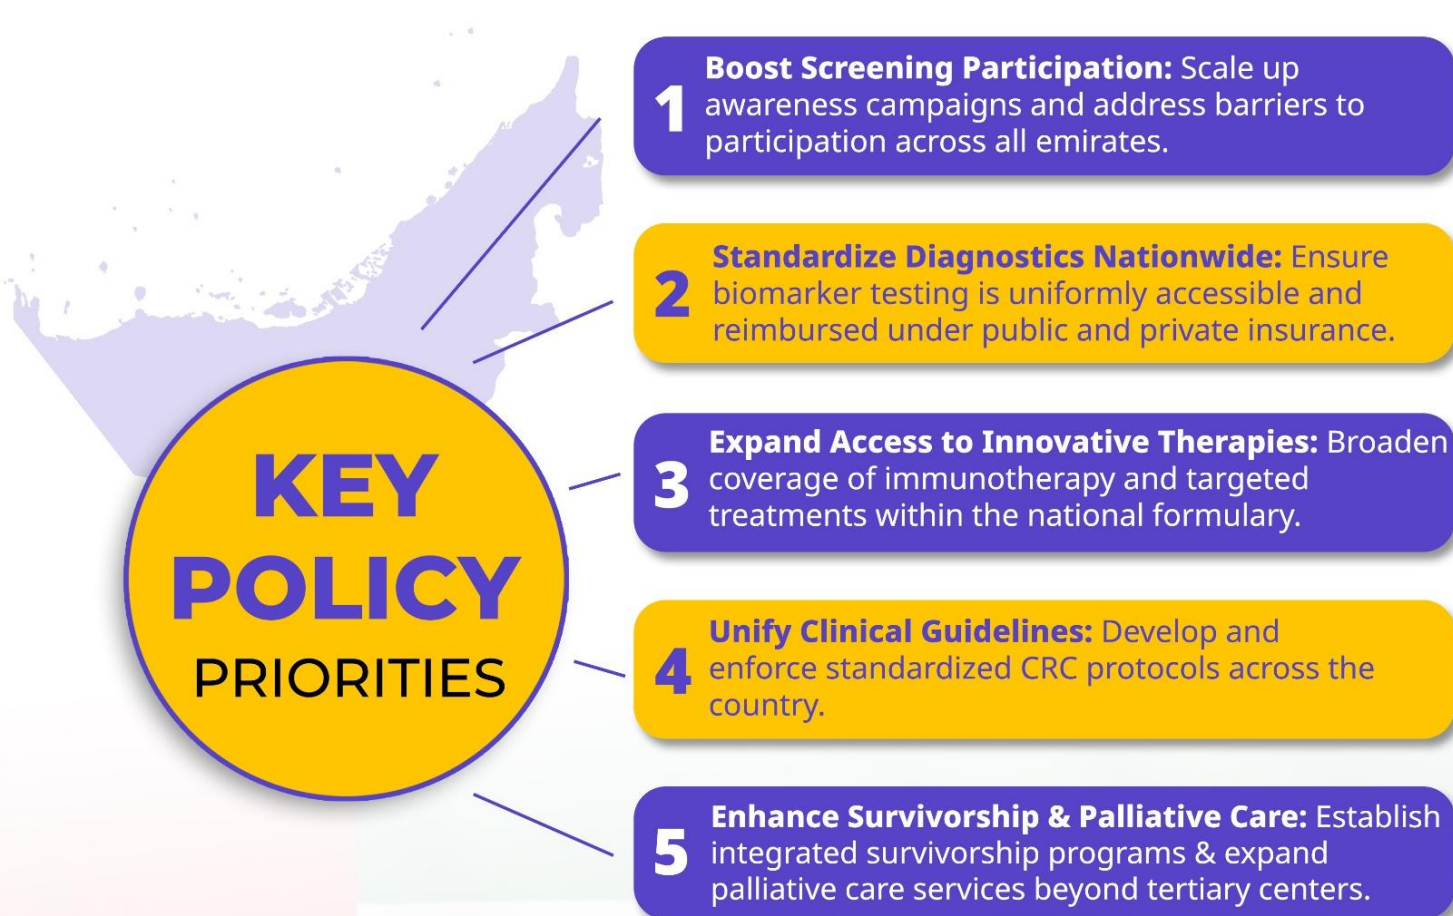 KEY
POLICY
PRIORITIES
1
Boost Screening Participation: Scale up
awareness campaigns and address barriers to
participation across all emirates.
2
Standardize Diagnostics Nationwide: Ensure
biomarker testing is uniformly accessible and
reimbursed under public and private insurance.
3
Expand Access to Innovative Therapies: Broaden
coverage of immunotherapy and targeted
treatments within the national formulary.
4
Unify Clinical Guidelines: Develop and
enforce standardized CRC protocols across the
country.
5
Enhance Survivorship & Palliative Care: Establish
integrated survivorship programs & expand
palliative care services beyond tertiary centers.